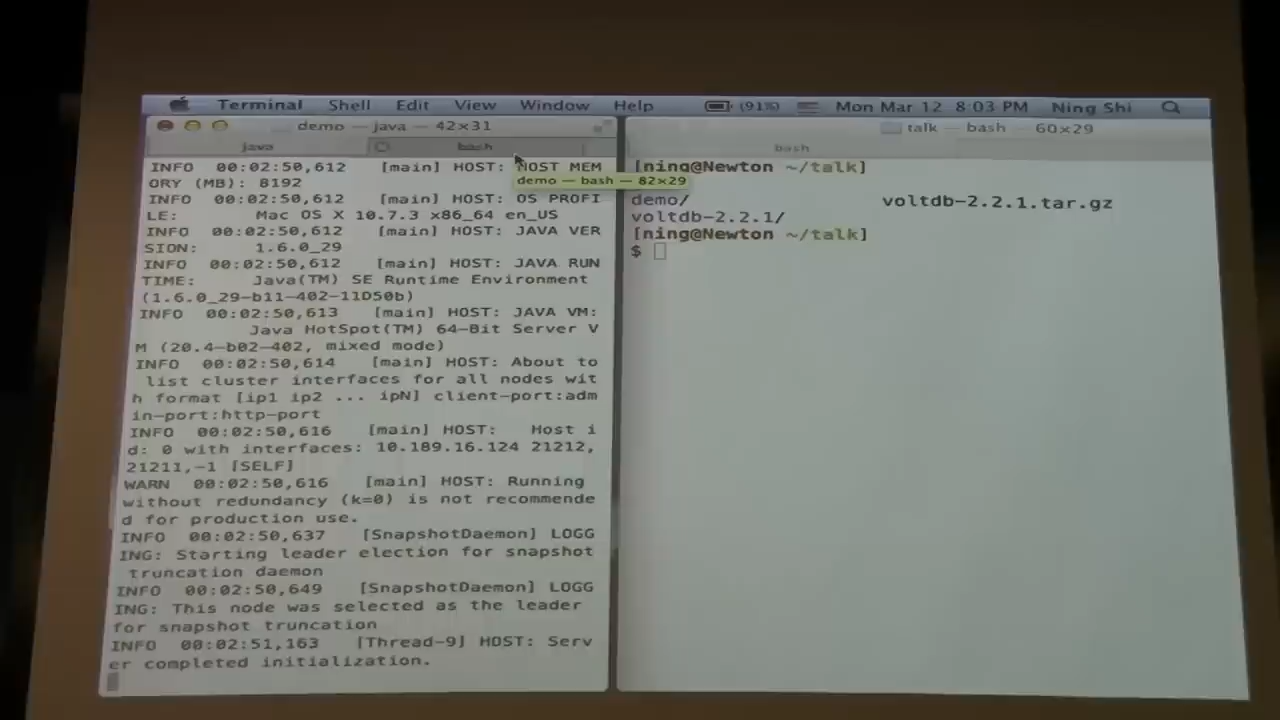 Terminal Shell Edit View Window Help (91%) Mon Mar 12 8:03 PM Ning Shi
demo — java — 42×31
java bash
INFO 00:02:50,612 [main] HOST: HOST MEM
ORY (MB): 8192
INFO 00:02:50,612 [main] HOST: OS PROFI
LE: Mac OS X 10.7.3 x86_64 en_US
INFO 00:02:50,612 [main] HOST: JAVA VER
SION: 1.6.0_29
INFO 00:02:50,612 [main] HOST: JAVA RUN
TIME: Java(TM) SE Runtime Environment
(1.6.0_29-b11-402-11D50b)
INFO 00:02:50,613 [main] HOST: JAVA VM:
Java HotSpot(TM) 64-Bit Server V
M (20.4-b02-402, mixed mode)
INFO 00:02:50,614 [main] HOST: About to
list cluster interfaces for all nodes wit
h format [ip1 ip2 ... ipN] client-port:adm
in-port:http-port
INFO 00:02:50,616 [main] HOST: Host i
d: 0 with interfaces: 10.189.16.124 21212,
21211,-1 [SELF]
WARN 00:02:50,616 [main] HOST: Running
without redundancy (k=0) is not recommende
d for production use.
INFO 00:02:50,637 [SnapshotDaemon] LOGG
ING: Starting leader election for snapshot
truncation daemon
INFO 00:02:50,649 [SnapshotDaemon] LOGG
ING: This node was selected as the leader
for snapshot truncation
INFO 00:02:51,163 [Thread-9] HOST: Serv
er completed initialization.
demo — bash — 82×29
talk — bash — 60×29
bash
[ning@Newton ~/talk]
demo/ voltdb-2.2.1.tar.gz
voltdb-2.2.1/
[ning@Newton ~/talk]
$